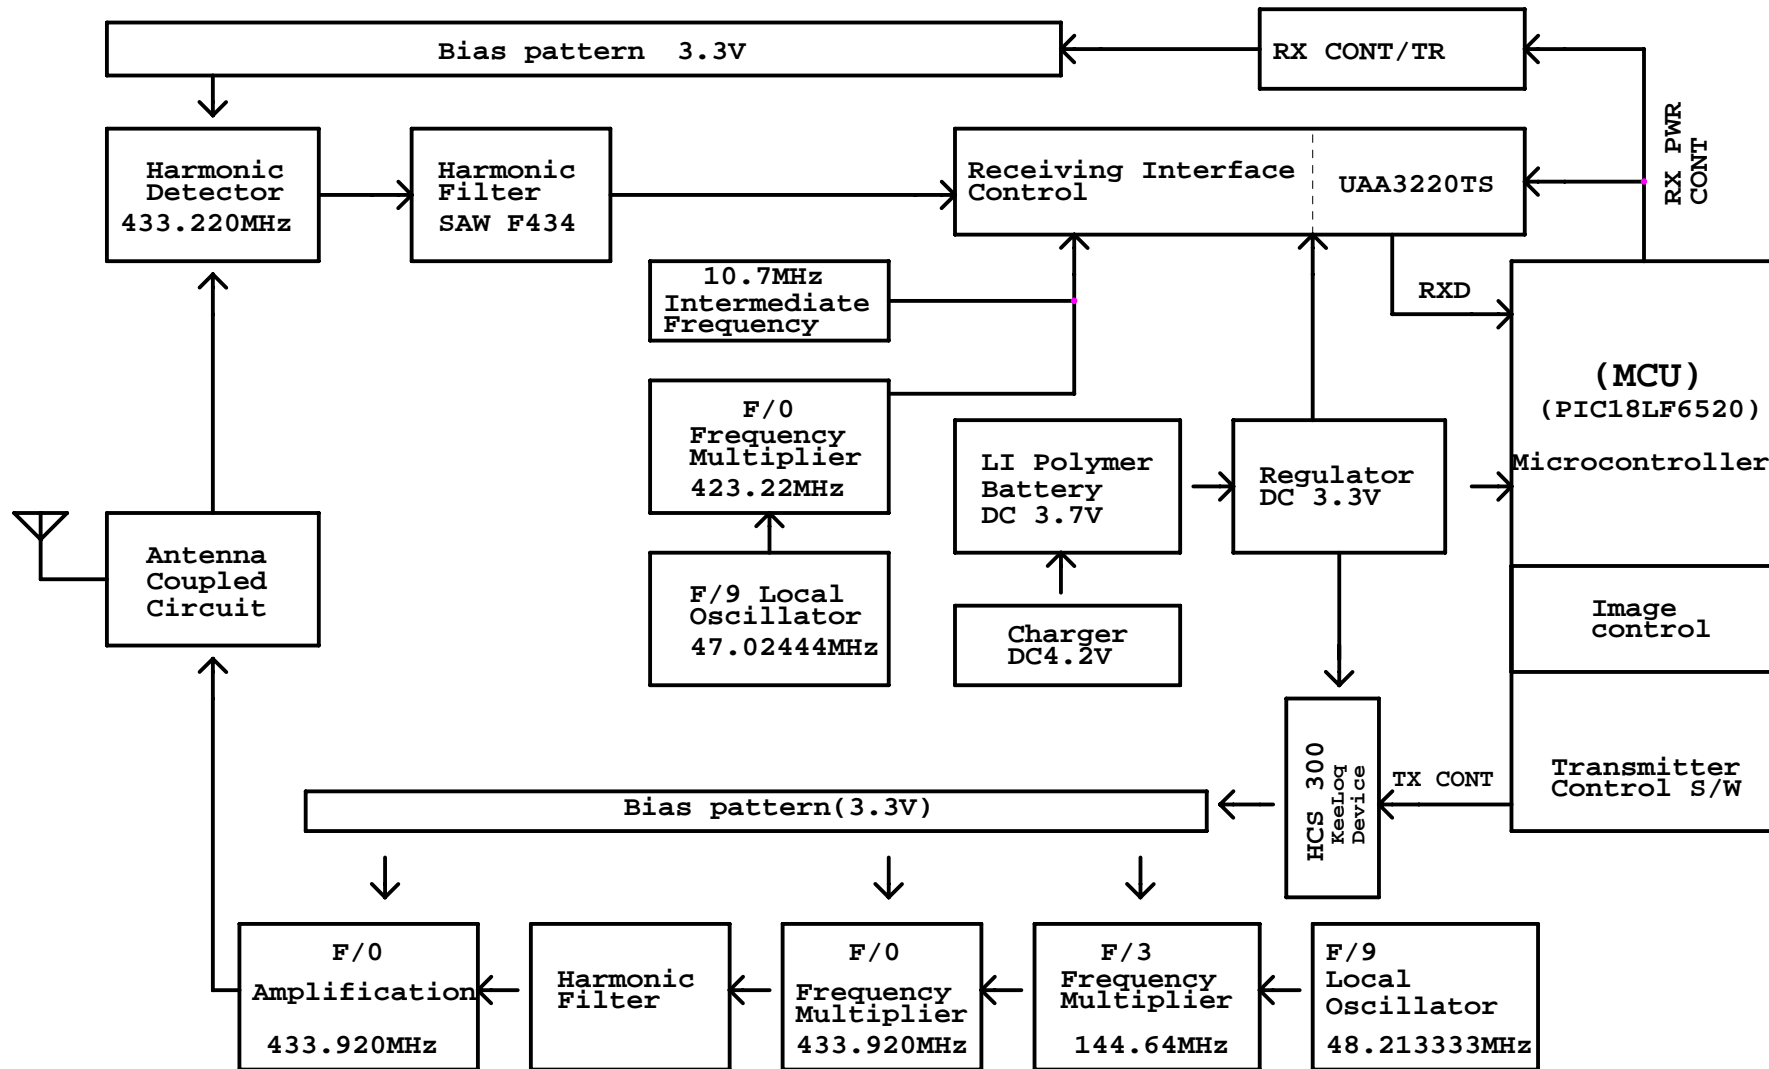 Bias pattern 3.3V
RX CONT/TR
RX PWR
CONT
Harmonic
Detector
433.220MHz
Harmonic
Filter
SAW F434
Receiving Interface
Control
UAA3220TS
10.7MHz
Intermediate
Frequency
RXD
(MCU)
(PIC18LF6520)
Microcontroller
F/0
Frequency
Multiplier
423.22MHz
LI Polymer
Battery
DC 3.7V
Regulator
DC 3.3V
Antenna
Coupled
Circuit
F/9 Local
Oscillator
47.02444MHz
Charger
DC4.2V
Image
control
HCS 300
KeeLoq
Device
TX CONT
Transmitter
Control S/W
Bias pattern(3.3V)
F/0
Amplification
433.920MHz
Harmonic
Filter
F/0
Frequency
Multiplier
433.920MHz
F/3
Frequency
Multiplier
144.64MHz
F/9
Local
Oscillator
48.213333MHz